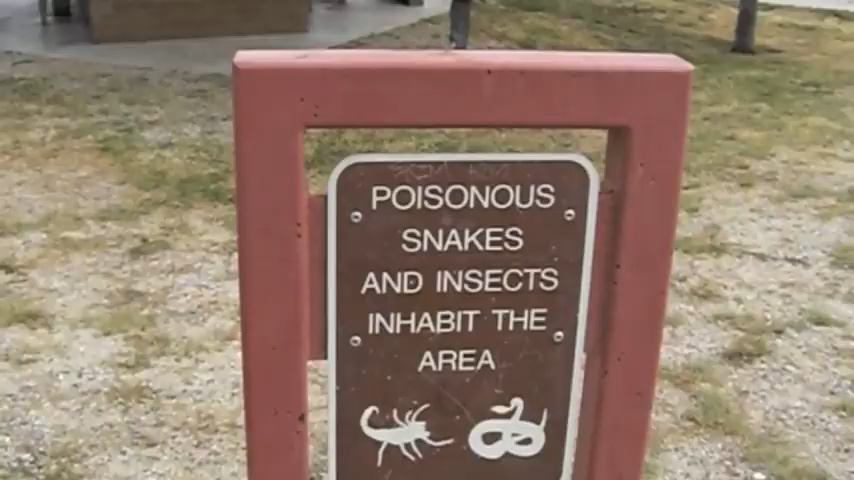 POISONOUS
SNAKES
AND INSECTS
INHABIT THE
AREA